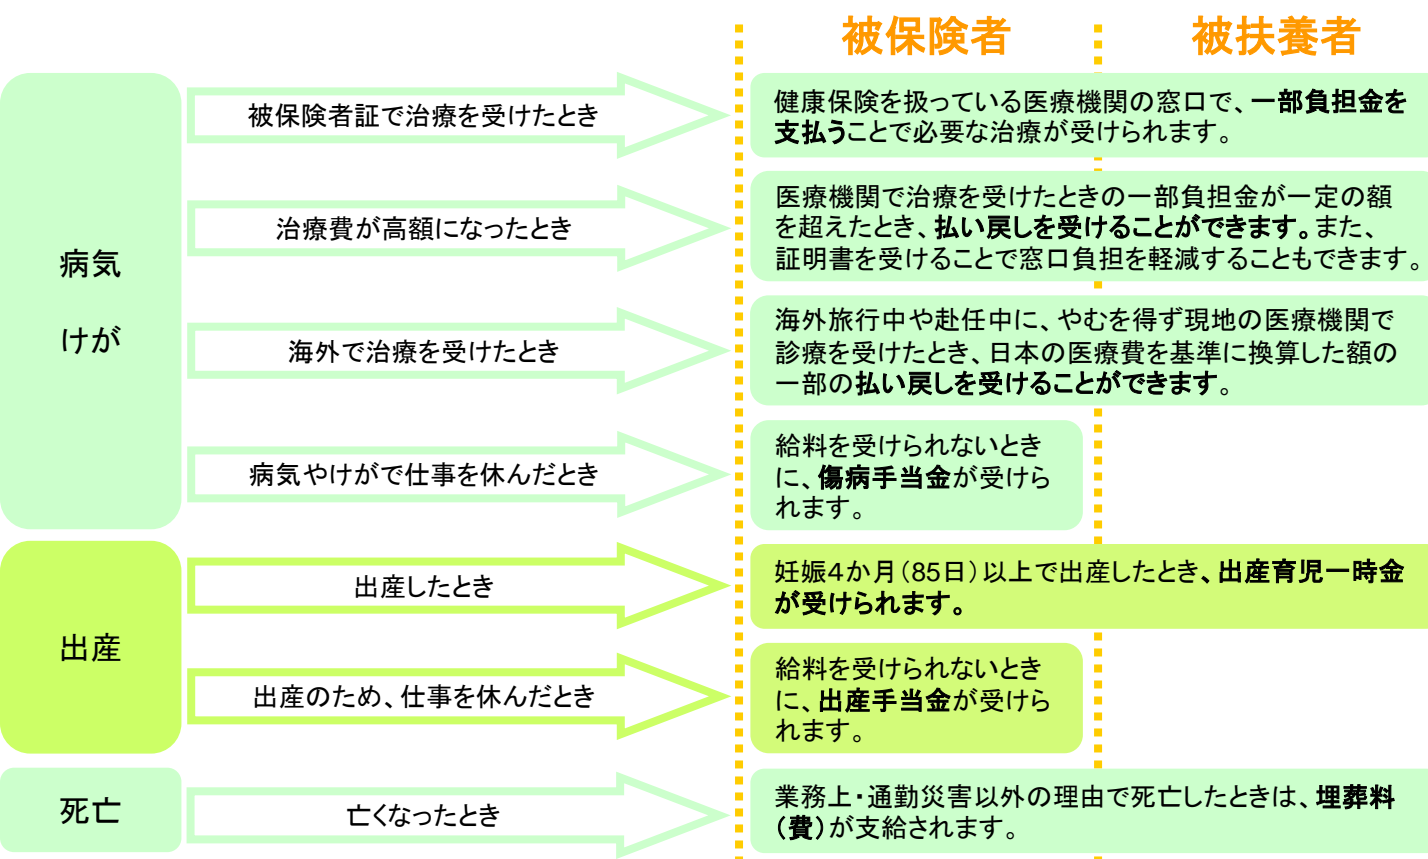 被保険者
被扶養者
病気
けが
被保険者証で治療を受けたとき
健康保険を扱っている医療機関の窓口で、一部負担金を
支払うことで必要な治療が受けられます。
治療費が高額になったとき
医療機関で治療を受けたときの一部負担金が一定の額
を超えたとき、払い戻しを受けることができます。また、
証明書を受けることで窓口負担を軽減することもできます。
海外で治療を受けたとき
海外旅行中や赴任中に、やむを得ず現地の医療機関で
診療を受けたとき、日本の医療費を基準に換算した額の
一部の払い戻しを受けることができます。
病気やけがで仕事を休んだとき
給料を受けられないとき
に、傷病手当金が受けら
れます。
出産
出産したとき
妊娠4か月（85日）以上で出産したとき、出産育児一時金
が受けられます。
出産のため、仕事を休んだとき
給料を受けられないとき
に、出産手当金が受けら
れます。
死亡
亡くなったとき
業務上・通勤災害以外の理由で死亡したときは、埋葬料
（費）が支給されます。